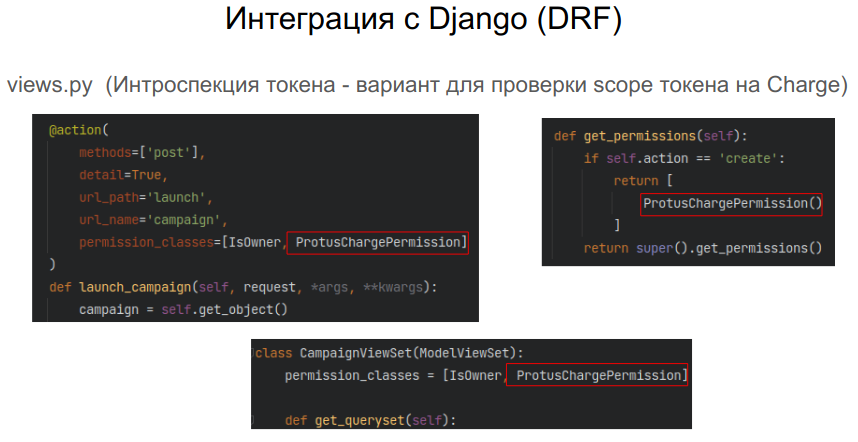 Интеграция с Django (DRF)
views.py (Интроспекция токена - вариант для проверки scope токена на Charge)
@action(
methods=['post'],
detail=True,
url_path='launch',
url_name='campaign',
permission_classes=[IsOwner, ProtusChargePermission]
)
def launch_campaign(self, request, *args, **kwargs):
campaign = self.get_object()
def get_permissions(self):
if self.action == 'create':
return [
ProtusChargePermission()
]
return super().get_permissions()
class CampaignViewSet(ModelViewSet):
permission_classes = [IsOwner, ProtusChargePermission]
def get_queryset(self):